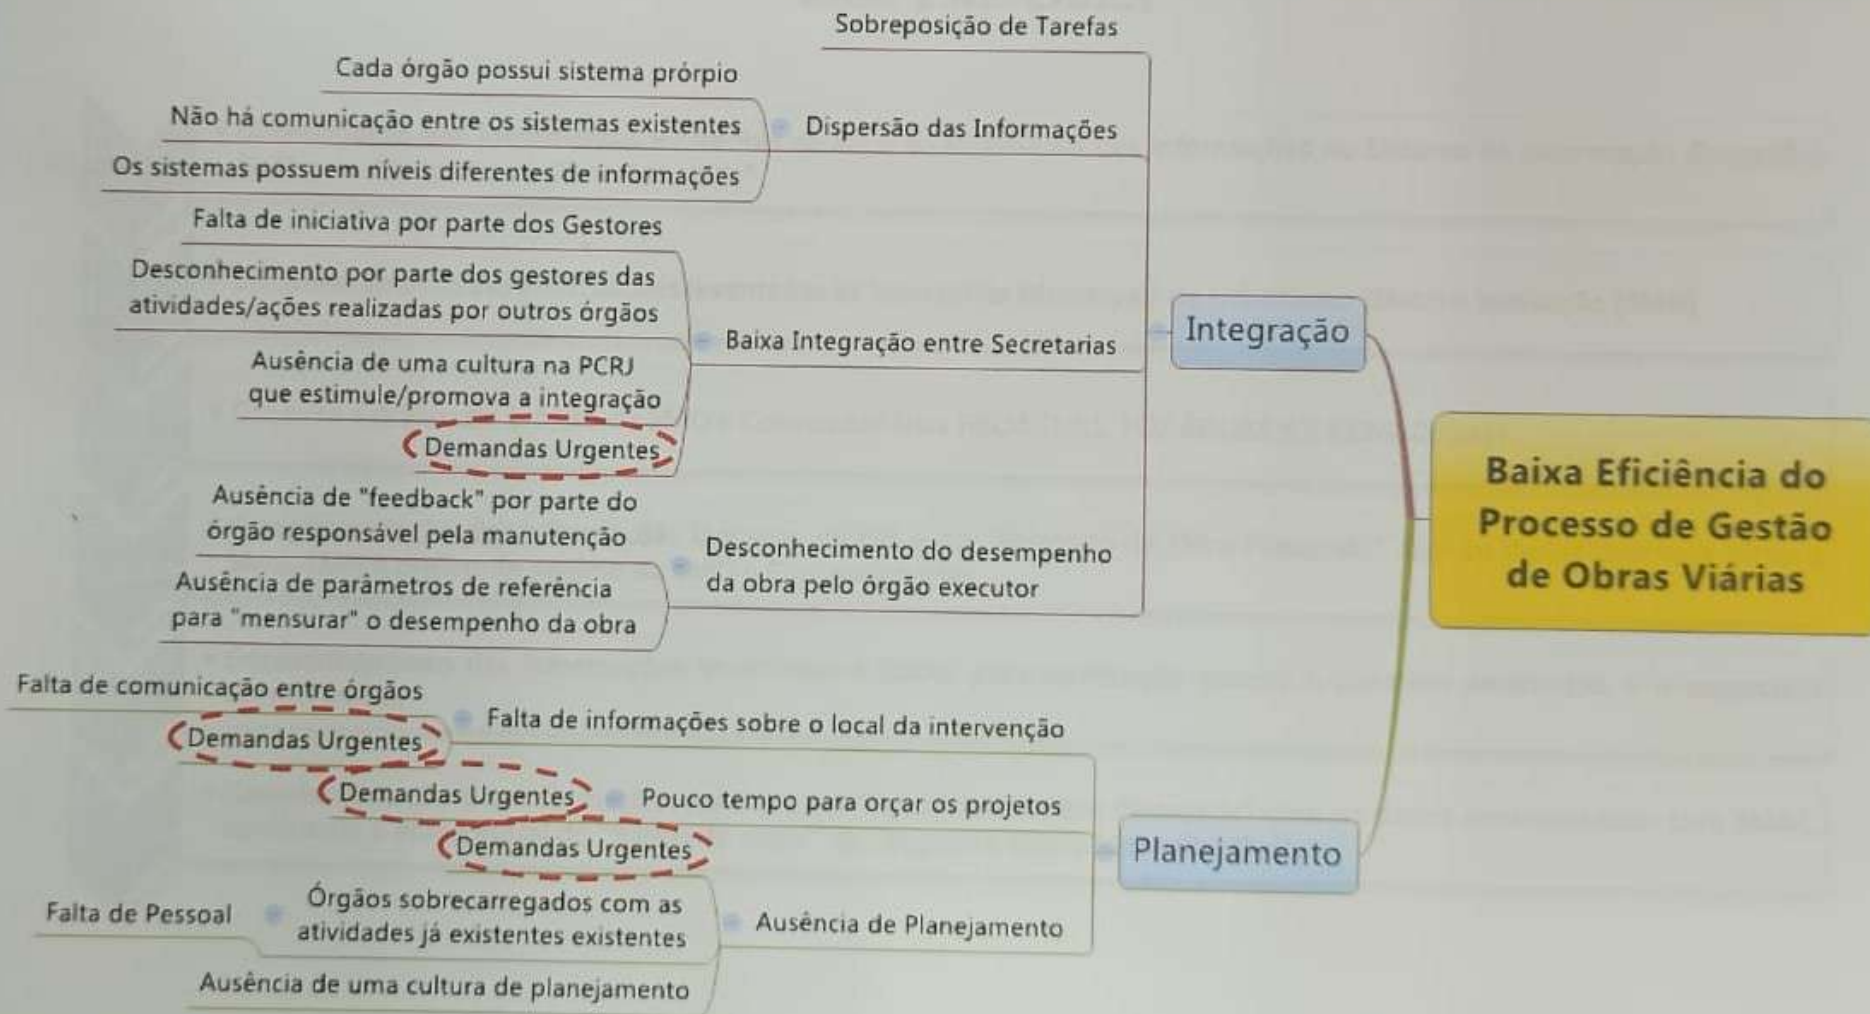 Sobreposição de Tarefas
Cada órgão possui sistema prórpio
Não há comunicação entre os sistemas existentes
Os sistemas possuem níveis diferentes de informações
Dispersão das Informações
Falta de iniciativa por parte dos Gestores
Desconhecimento por parte dos gestores das
atividades/ações realizadas por outros órgãos
Ausência de uma cultura na PCRJ
que estimule/promova a integração
Demandas Urgentes
Baixa Integração entre Secretarias
Ausência de "feedback" por parte do
órgão responsável pela manutenção
Ausência de parâmetros de referência
para "mensurar" o desempenho da obra
Desconhecimento do desempenho
da obra pelo órgão executor
Integração
Baixa Eficiência do
Processo de Gestão
de Obras Viárias
Falta de comunicação entre órgãos
Demandas Urgentes
Falta de informações sobre o local da intervenção
Demandas Urgentes
Pouco tempo para orçar os projetos
Demandas Urgentes
Falta de Pessoal
Órgãos sobrecarregados com as
atividades já existentes existentes
Ausência de uma cultura de planejamento
Ausência de Planejamento
Planejamento